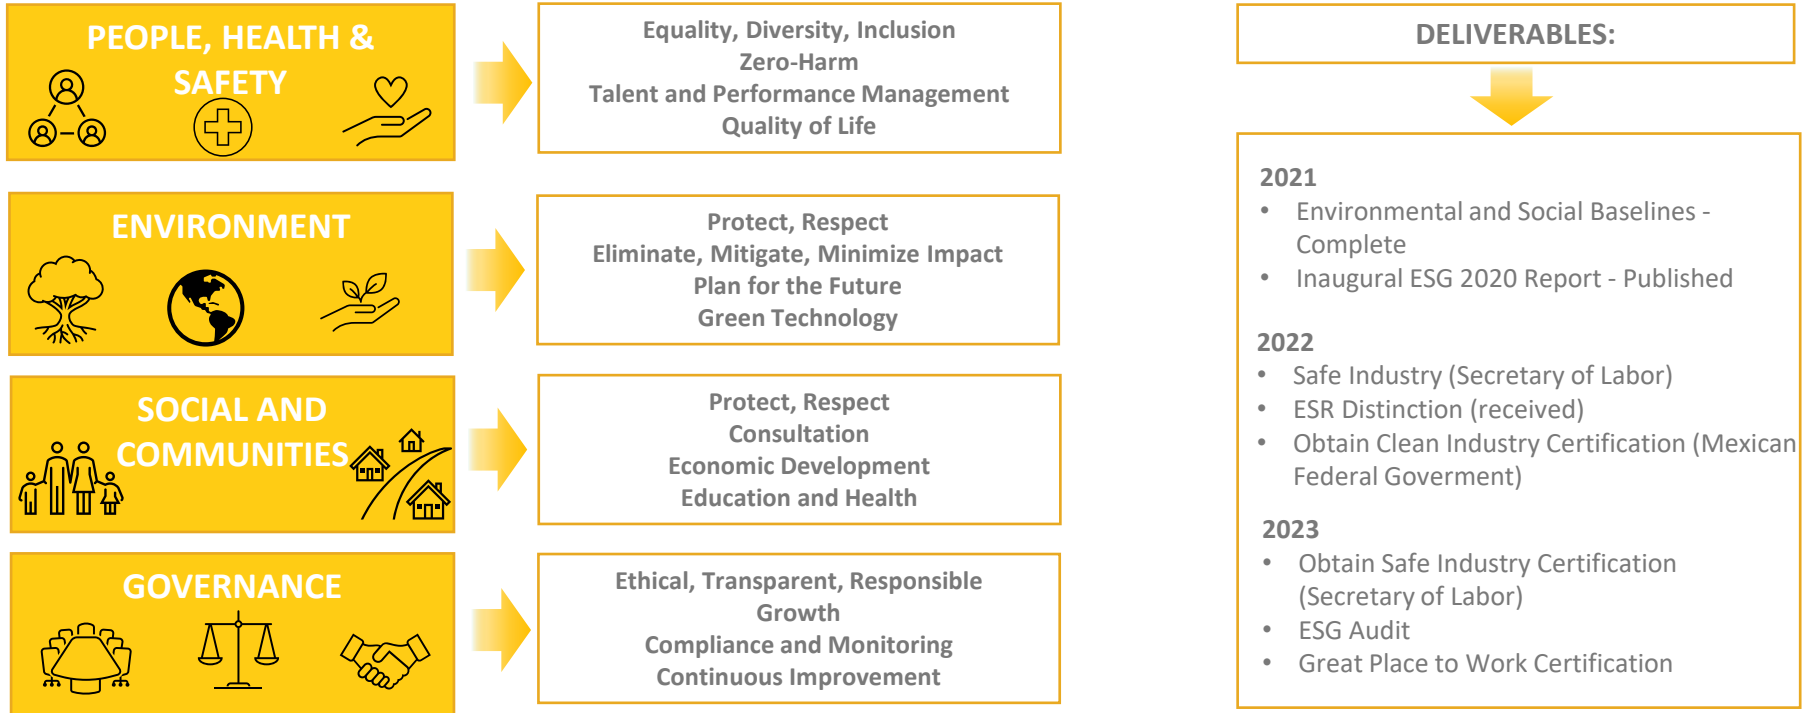 PEOPLE, HEALTH &
SAFETY
Equality, Diversity, Inclusion
Zero-Harm
Talent and Performance Management
Quality of Life
ENVIRONMENT
Protect, Respect
Eliminate, Mitigate, Minimize Impact
Plan for the Future
Green Technology
SOCIAL AND
COMMUNITIES
Protect, Respect
Consultation
Economic Development
Education and Health
GOVERNANCE
Ethical, Transparent, Responsible
Growth
Compliance and Monitoring
Continuous Improvement
DELIVERABLES:
2021
• Environmental and Social Baselines -
Complete
• Inaugural ESG 2020 Report - Published
2022
• Safe Industry (Secretary of Labor)
• ESR Distinction (received)
• Obtain Clean Industry Certification (Mexican
Federal Goverment)
2023
• Obtain Safe Industry Certification
(Secretary of Labor)
• ESG Audit
• Great Place to Work Certification